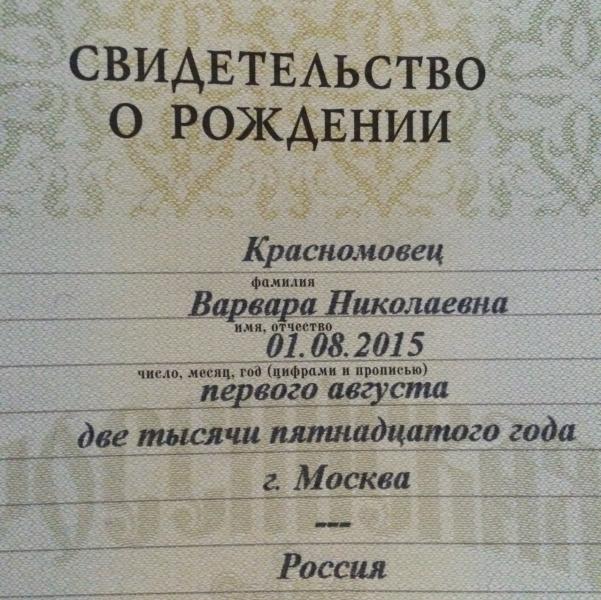 СВИДЕТЕЛЬСТВО
О РОЖДЕНИИ
Красномовец
фамилия
Варвара Николаевна
имя, отчество
01.08.2015
число, месяц, год (цифрами и прописью)
первого августа
две тысячи пятнадцатого года
г. Москва
---
Россия